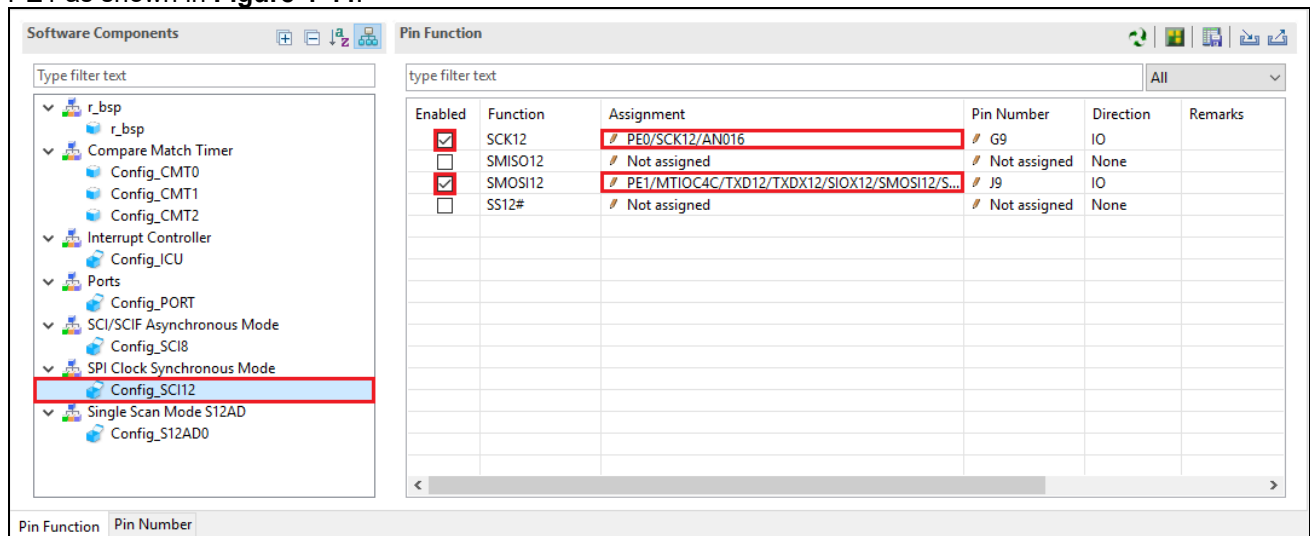 as shown in Figure
Software Components
Pin Function
Type filter text
type filter text
All
r_bsp
r_bsp
Compare Match Timer
Config_CMT0
Config_CMT1
Config_CMT2
Interrupt Controller
Config_ICU
Ports
Config_PORT
SCI/SCIF Asynchronous Mode
Config_SCI8
SPI Clock Synchronous Mode
Config_SCI12
Single Scan Mode S12AD
Config_S12AD0
Enabled Function Assignment Pin Number Direction Remarks
SCK12 PE0/SCK12/AN016 G9 IO
SMISO12 Not assigned Not assigned None
SMOSI12 PE1/MTIOC4C/TXD12/TXDX12/SIOX12/SMOSI12/S... J9 IO
SS12# Not assigned Not assigned None
Pin Function Pin Number